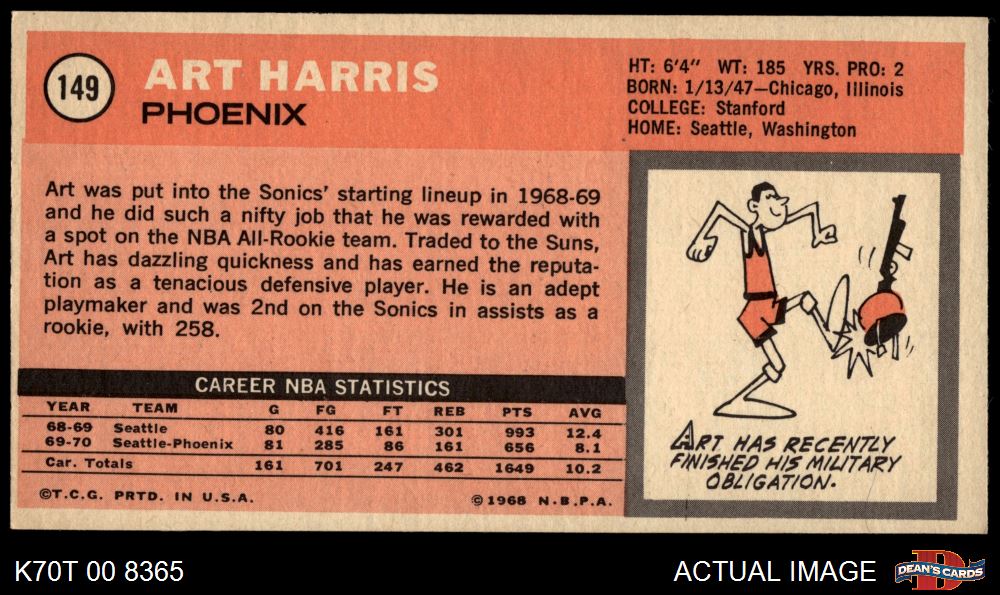 149
ART HARRIS
PHOENIX
HT: 6'4" WT: 185 YRS. PRO: 2
BORN: 1/13/47—Chicago, Illinois
COLLEGE: Stanford
HOME: Seattle, Washington
Art was put into the Sonics' starting lineup in 1968-69
and he did such a nifty job that he was rewarded with
a spot on the NBA All-Rookie team. Traded to the Suns,
Art has dazzling quickness and has earned the reputa-
tion as a tenacious defensive player. He is an adept
playmaker and was 2nd on the Sonics in assists as a
rookie, with 258.
CAREER NBA STATISTICS
YEAR TEAM G FG FT REB PTS AVG
68-69 Seattle 80 416 161 301 993 12.4
69-70 Seattle-Phoenix 81 285 86 161 656 8.1
Car. Totals 161 701 247 462 1649 10.2
©T.C.G. PRTD. IN U.S.A. ©1968 N.B.P.A.
ART HAS RECENTLY
FINISHED HIS MILITARY
OBLIGATION.
K70T 00 8365
ACTUAL IMAGE
DEAN'S CARDS